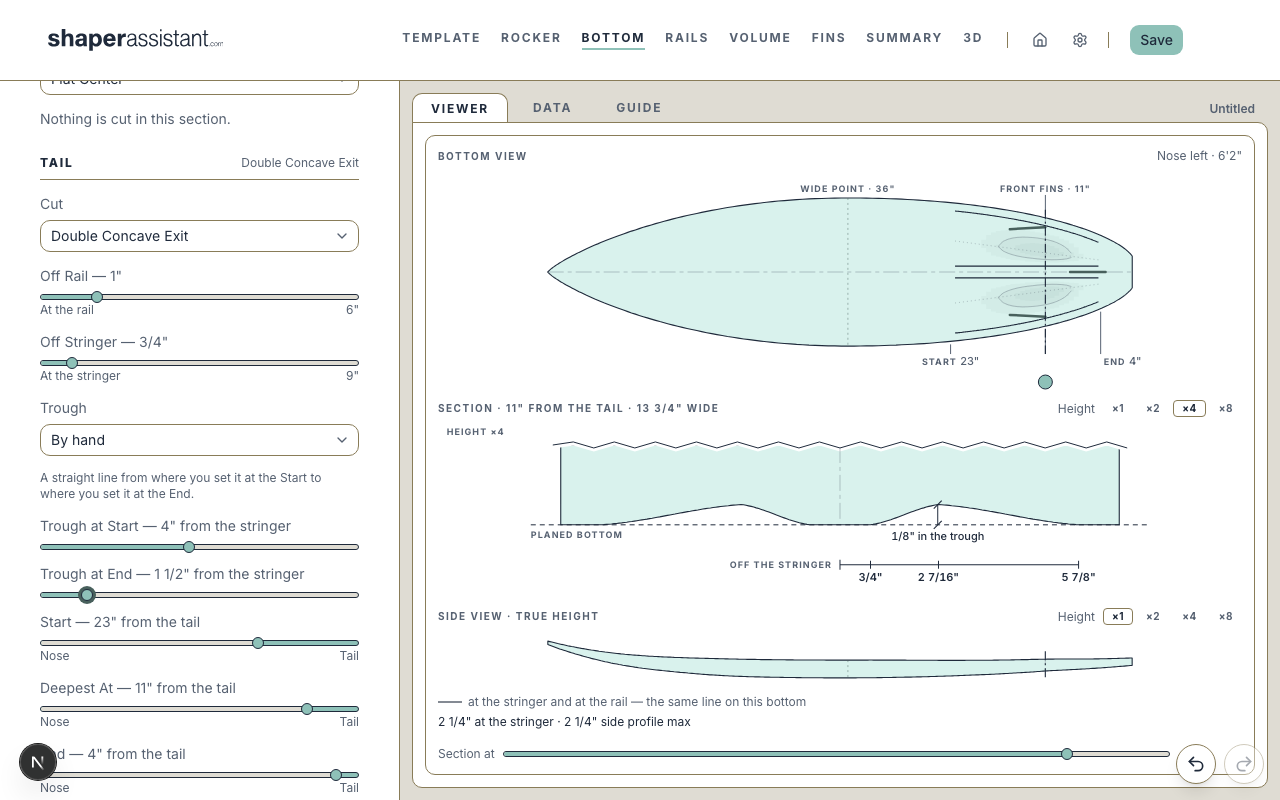 shaperassistant.com
TEMPLATE ROCKER BOTTOM RAILS VOLUME FINS SUMMARY 3D
Save
Flat Center
Nothing is cut in this section.
TAIL Double Concave Exit
Cut
Double Concave Exit
Off Rail — 1"
At the rail 6"
Off Stringer — 3/4"
At the stringer 9"
Trough
By hand
A straight line from where you set it at the Start to
where you set it at the End.
Trough at Start — 4" from the stringer
Trough at End — 1 1/2" from the stringer
Start — 23" from the tail
Nose Tail
Deepest At — 11" from the tail
Nose Tail
— 4" from the tail
Nose Tail
N
VIEWER DATA GUIDE Untitled
BOTTOM VIEW Nose left · 6'2"
WIDE POINT · 36" FRONT FINS · 11"
START 23" END 4"
SECTION · 11" FROM THE TAIL · 13 3/4" WIDE Height ×1 ×2 ×4 ×8
HEIGHT ×4
PLANED BOTTOM 1/8" in the trough
OFF THE STRINGER
3/4" 2 7/16" 5 7/8"
SIDE VIEW · TRUE HEIGHT Height ×1 ×2 ×4 ×8
at the stringer and at the rail — the same line on this bottom
2 1/4" at the stringer · 2 1/4" side profile max
Section at